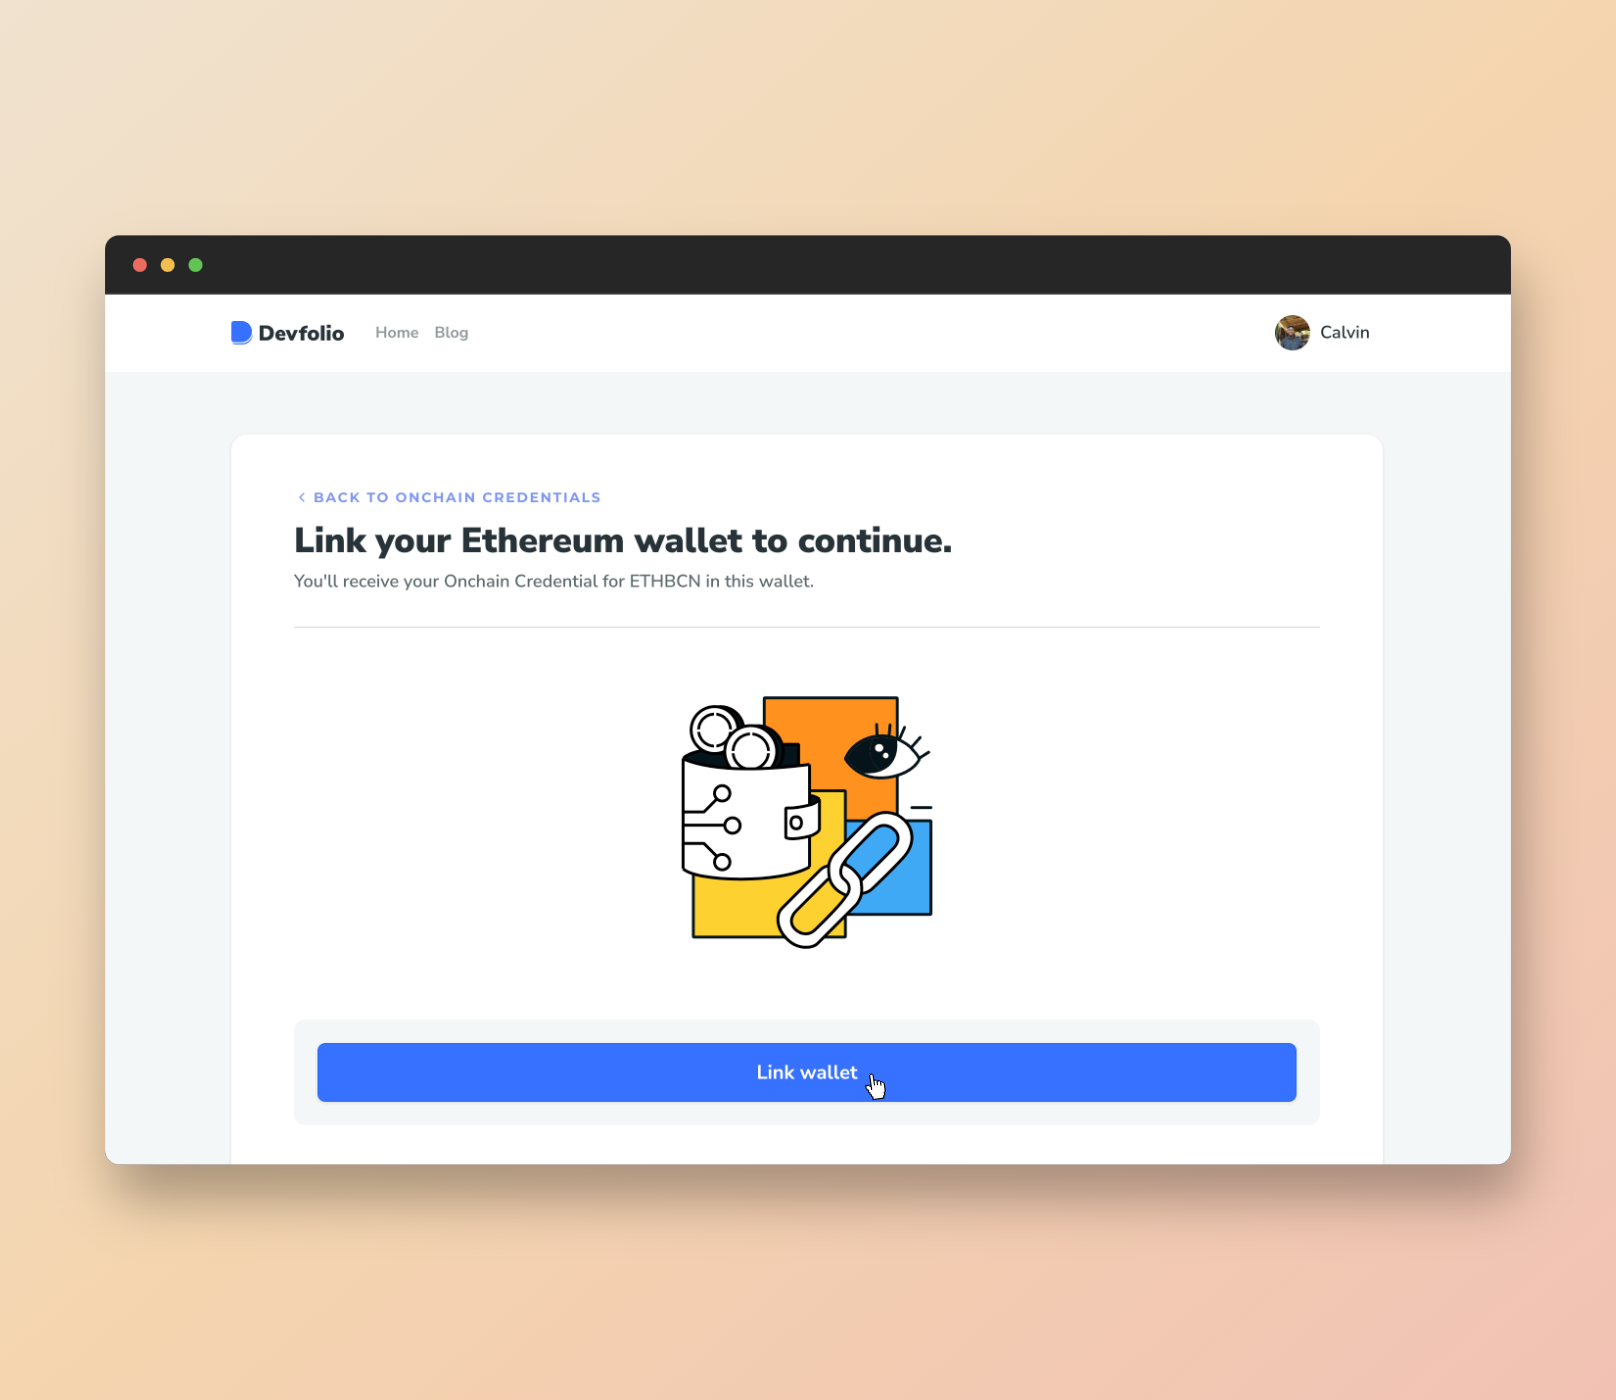 Devfolio Home Blog Calvin
BACK TO ONCHAIN CREDENTIALS
Link your Ethereum wallet to continue.
You'll receive your Onchain Credential for ETHBCN in this wallet.
Link wallet